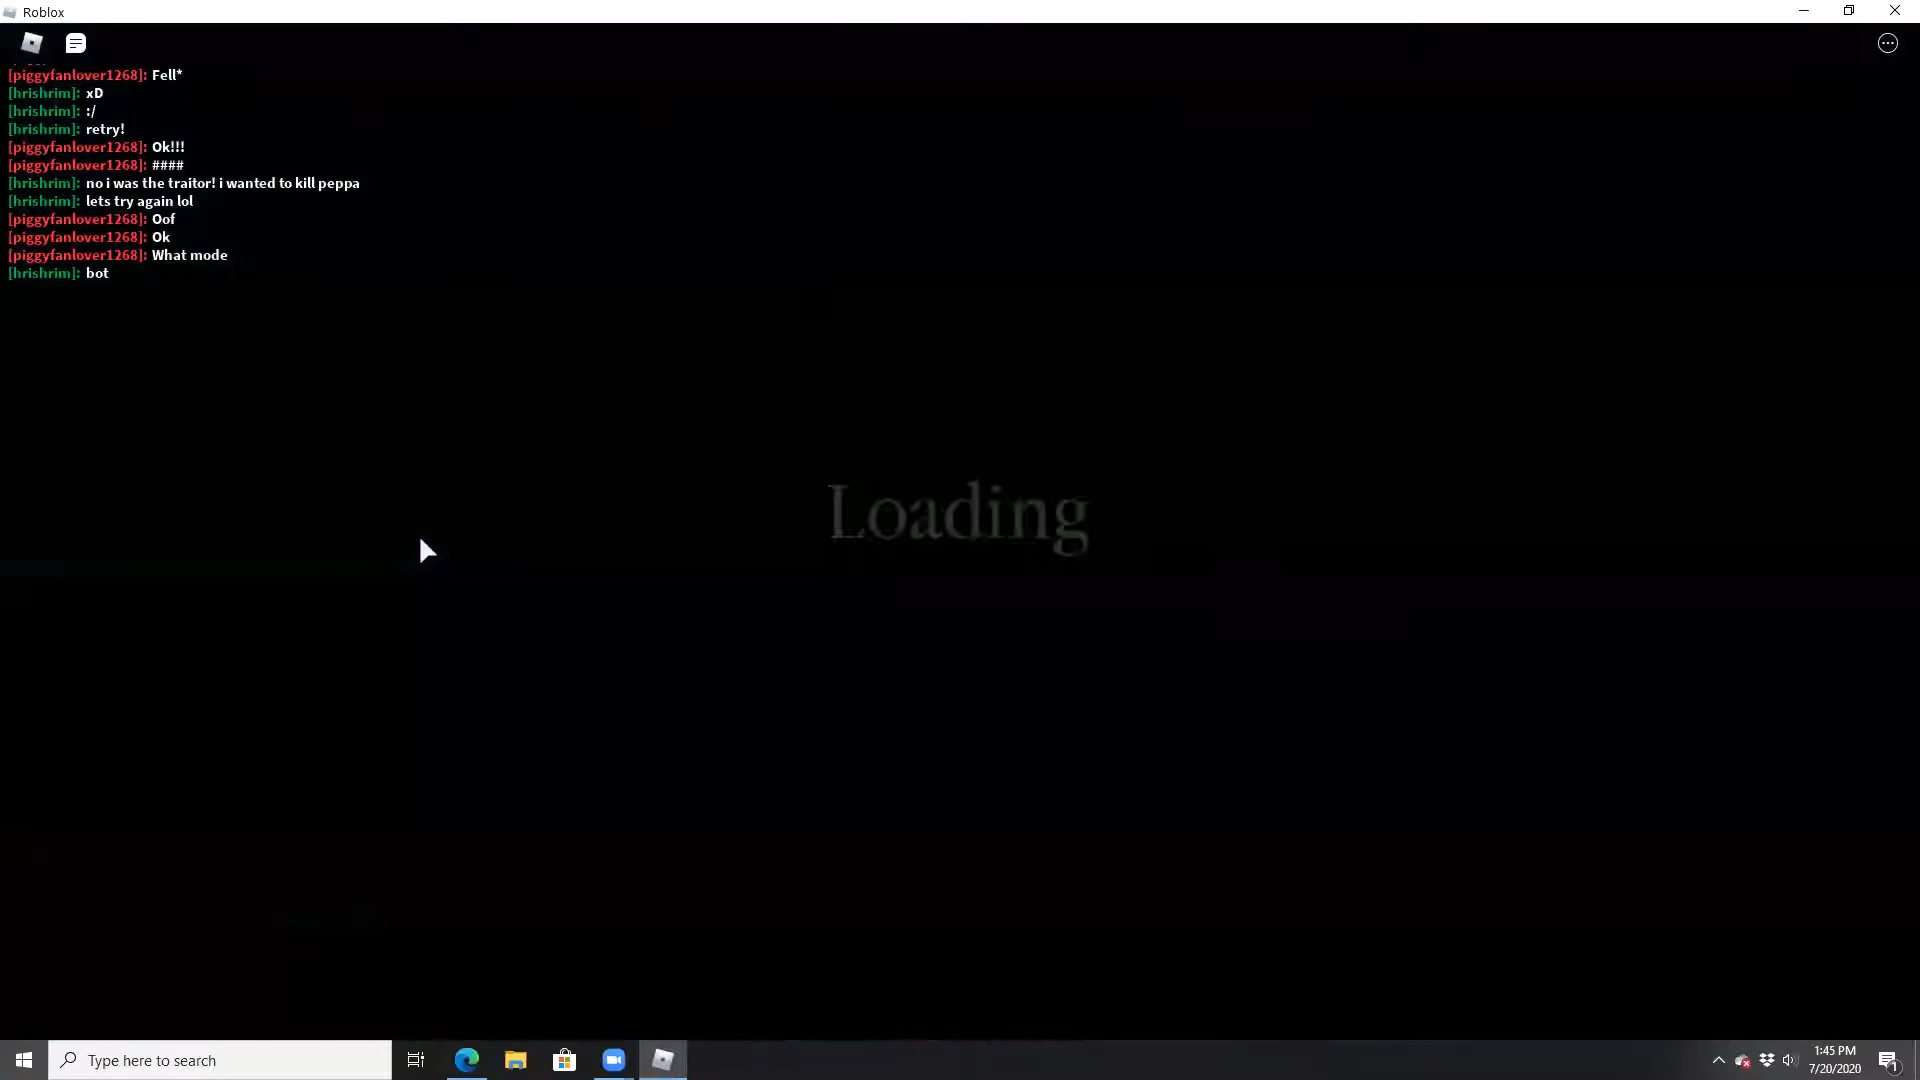 Roblox
[piggyfanlover1268]: Fell*
[hrishrim]: xD
[hrishrim]: :/
[hrishrim]: retry!
[piggyfanlover1268]: Ok!!!
[piggyfanlover1268]: ####
[hrishrim]: no i was the traitor! i wanted to kill peppa
[hrishrim]: lets try again lol
[piggyfanlover1268]: Oof
[piggyfanlover1268]: Ok
[piggyfanlover1268]: What mode
[hrishrim]: bot
Loading
Type here to search
1:45 PM
7/20/2020
1